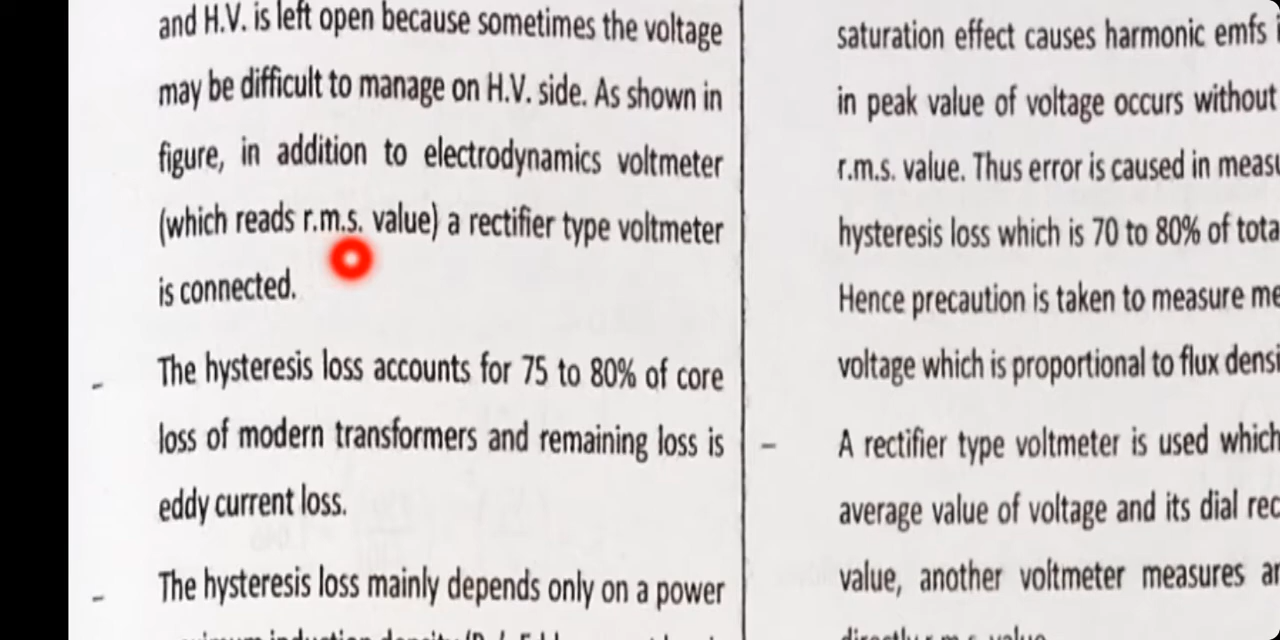 and H.V. is left open because sometimes the voltage
may be difficult to manage on H.V. side. As shown in
figure, in addition to electrodynamics voltmeter
(which reads r.m.s. value) a rectifier type voltmeter
is connected.
- The hysteresis loss accounts for 75 to 80% of core
loss of modern transformers and remaining loss is
eddy current loss.
- The hysteresis loss mainly depends only on a power
saturation effect causes harmonic emfs
in peak value of voltage occurs without
r.m.s. value. Thus error is caused in
hysteresis loss which is 70 to 80% of
Hence precaution is taken to measure
voltage which is proportional to flux
- A rectifier type voltmeter is used which
average value of voltage and its dial
value, another voltmeter measures
directly r.m.s. value